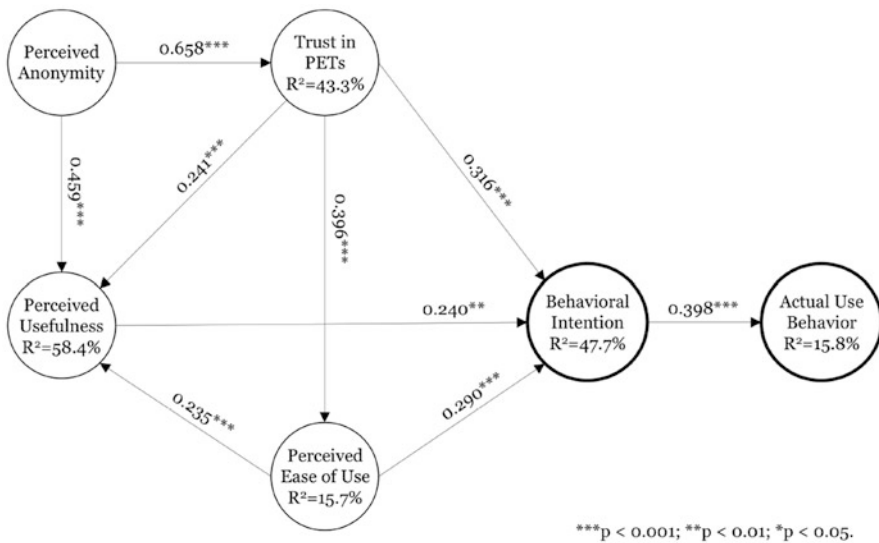 Perceived
Anonymity
0.658***
Trust in
PETs
R²=43.3%
0.459***
0.241***
0.396***
0.316***
Perceived
Usefulness
R²=58.4%
0.240**
Behavioral
Intention
R²=47.7%
0.398***
Actual Use
Behavior
R²=15.8%
0.235***
0.290***
Perceived
Ease of Use
R²=15.7%
***p < 0.001; **p < 0.01; *p < 0.05.